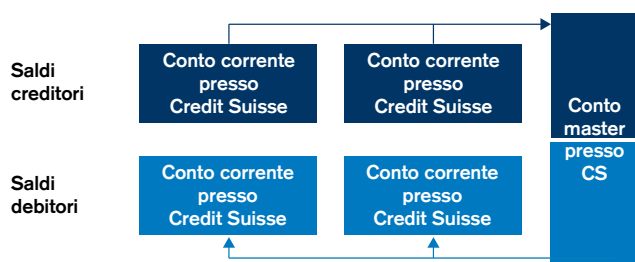 Saldi
creditori
Conto corrente
presso
Credit Suisse
Conto corrente
presso
Credit Suisse
Conto
master
presso
CS
Saldi
debitori
Conto corrente
presso
Credit Suisse
Conto corrente
presso
Credit Suisse